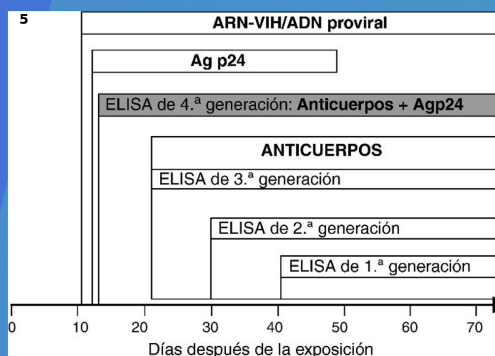 5
ARN-VIH/ADN proviral
Ag p24
ELISA de 4.ª generación: Anticuerpos + Agp24
ANTICUERPOS
ELISA de 3.ª generación
ELISA de 2.ª generación
ELISA de 1.ª generación
0 10 20 30 40 50 60 70
Días después de la exposición